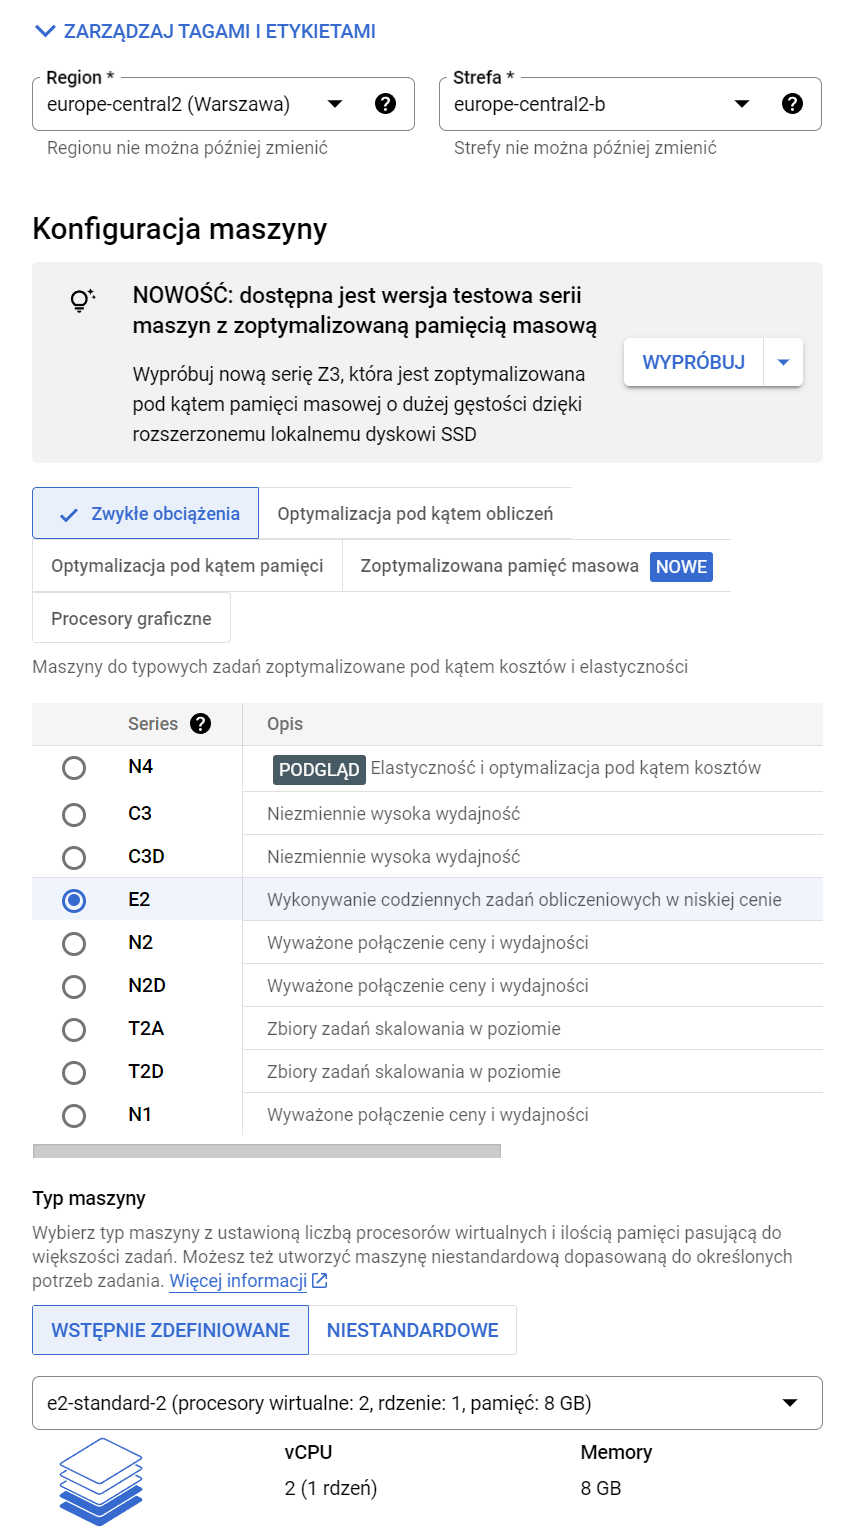 ZARZĄDZAJ TAGAMI I ETYKIETAMI
Region *
europe-central2 (Warszawa)
Regionu nie można później zmienić
Strefa *
europe-central2-b
Strefy nie można później zmienić
Konfiguracja maszyny
NOWOŚĆ: dostępna jest wersja testowa serii
maszyn z zoptymalizowaną pamięcią masową
Wypróbuj nową serię Z3, która jest zoptymalizowana
pod kątem pamięci masowej o dużej gęstości dzięki
rozszerzonemu lokalnemu dyskowi SSD
WYPRÓBUJ
Zwykłe obciążenia
Optymalizacja pod kątem obliczeń
Optymalizacja pod kątem pamięci
Zoptymalizowana pamięć masowa NOWE
Procesory graficzne
Maszyny do typowych zadań zoptymalizowane pod kątem kosztów i elastyczności
Series Opis
N4 PODGLĄD Elastyczność i optymalizacja pod kątem kosztów
C3 Niezmiennie wysoka wydajność
C3D Niezmiennie wysoka wydajność
E2 Wykonywanie codziennych zadań obliczeniowych w niskiej cenie
N2 Wyważone połączenie ceny i wydajności
N2D Wyważone połączenie ceny i wydajności
T2A Zbiory zadań skalowania w poziomie
T2D Zbiory zadań skalowania w poziomie
N1 Wyważone połączenie ceny i wydajności
Typ maszyny
Wybierz typ maszyny z ustawioną liczbą procesorów wirtualnych i ilością pamięci pasującą do
większości zadań. Możesz też utworzyć maszynę niestandardową dopasowaną do określonych
potrzeb zadania. Więcej informacji
WSTĘPNIE ZDEFINIOWANE
NIESTANDARDOWE
e2-standard-2 (procesory wirtualne: 2, rdzenie: 1, pamięć: 8 GB)
vCPU Memory
2 (1 rdzeń) 8 GB